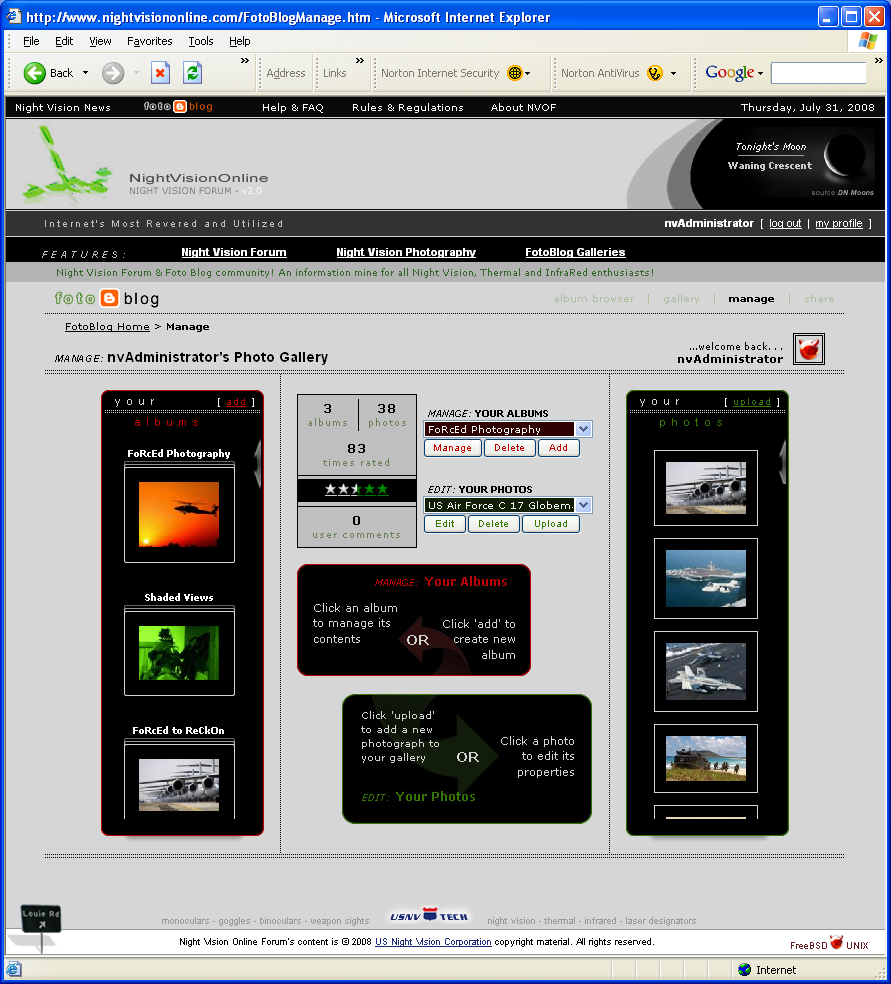 http://www.nightvisiononline.com/FotoBlogManage.htm - Microsoft Internet Explorer
File Edit View Favorites Tools Help
Back » Address Links » Norton Internet Security Norton AntiVirus Google »
Night Vision News foto B blog Help & FAQ Rules & Regulations About NVOF Thursday, July 31, 2008
Tonight's Moon
Waning Crescent
NightVisionOnline
NIGHT VISION FORUM - v2.0
source DN Moons
Internet's Most Revered and Utilized
nvAdministrator [ log out | my profile ]
FEATURES: Night Vision Forum Night Vision Photography FotoBlog Galleries
Night Vision Forum & Foto Blog community! An information mine for all Night Vision, Thermal and InfraRed enthusiasts!
foto B blog
album browser | gallery | manage | share
FotoBlog Home > Manage
MANAGE: nvAdministrator's Photo Gallery
...welcome back. . .
nvAdministrator
your [ add ]
albums
FoRcEd Photography
Shaded Views
FoRcEd to ReCkOn
3 albums
38 photos
83
times rated
0
user comments
MANAGE: YOUR ALBUMS
FoRcEd Photography
Manage Delete Add
EDIT: YOUR PHOTOS
US Air Force C 17 Globem
Edit Delete Upload
MANAGE: Your Albums
Click an album
to manage its
contents
OR
Click 'add' to
create new
album
Click 'upload'
to add a new
photograph to
your gallery
OR
Click a photo
to edit its
properties
EDIT: Your Photos
your [ upload ]
photos
Louie Rd
monoculars - goggles - binoculars - weapon sights USNV TECH night vision - thermal - infrared - laser designators
Night Vision Online Forum's content is © 2008 US Night Vision Corporation copyright material. All rights reserved.
FreeBSD UNIX
Internet